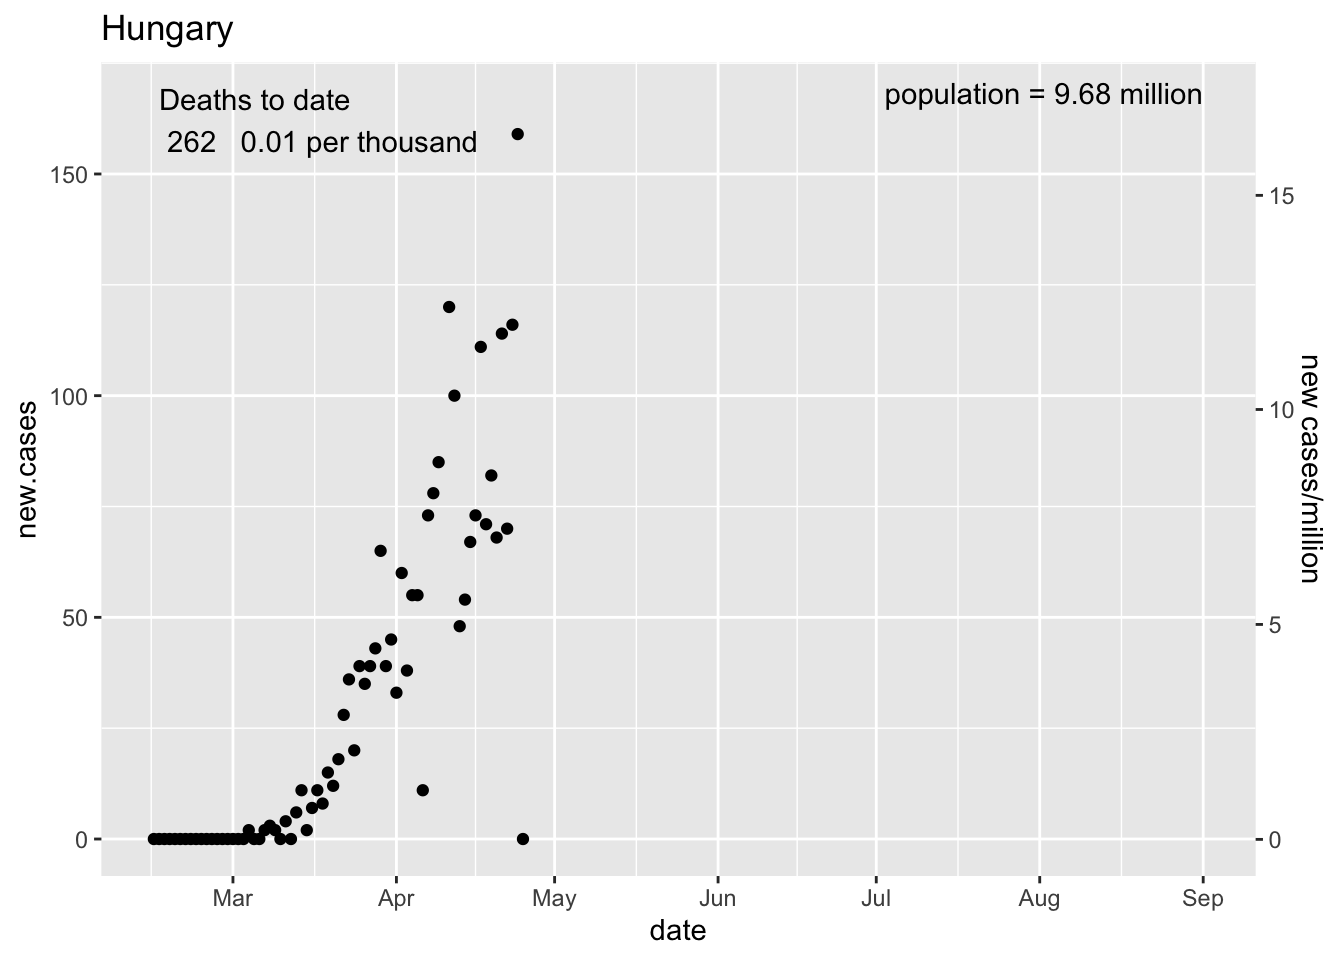 Hungary
Deaths to date
262 0.01 per thousand
population = 9.68 million
150
100
50
0
new.cases
15
10
5
0
new cases/million
Mar Apr May Jun Jul Aug Sep
date